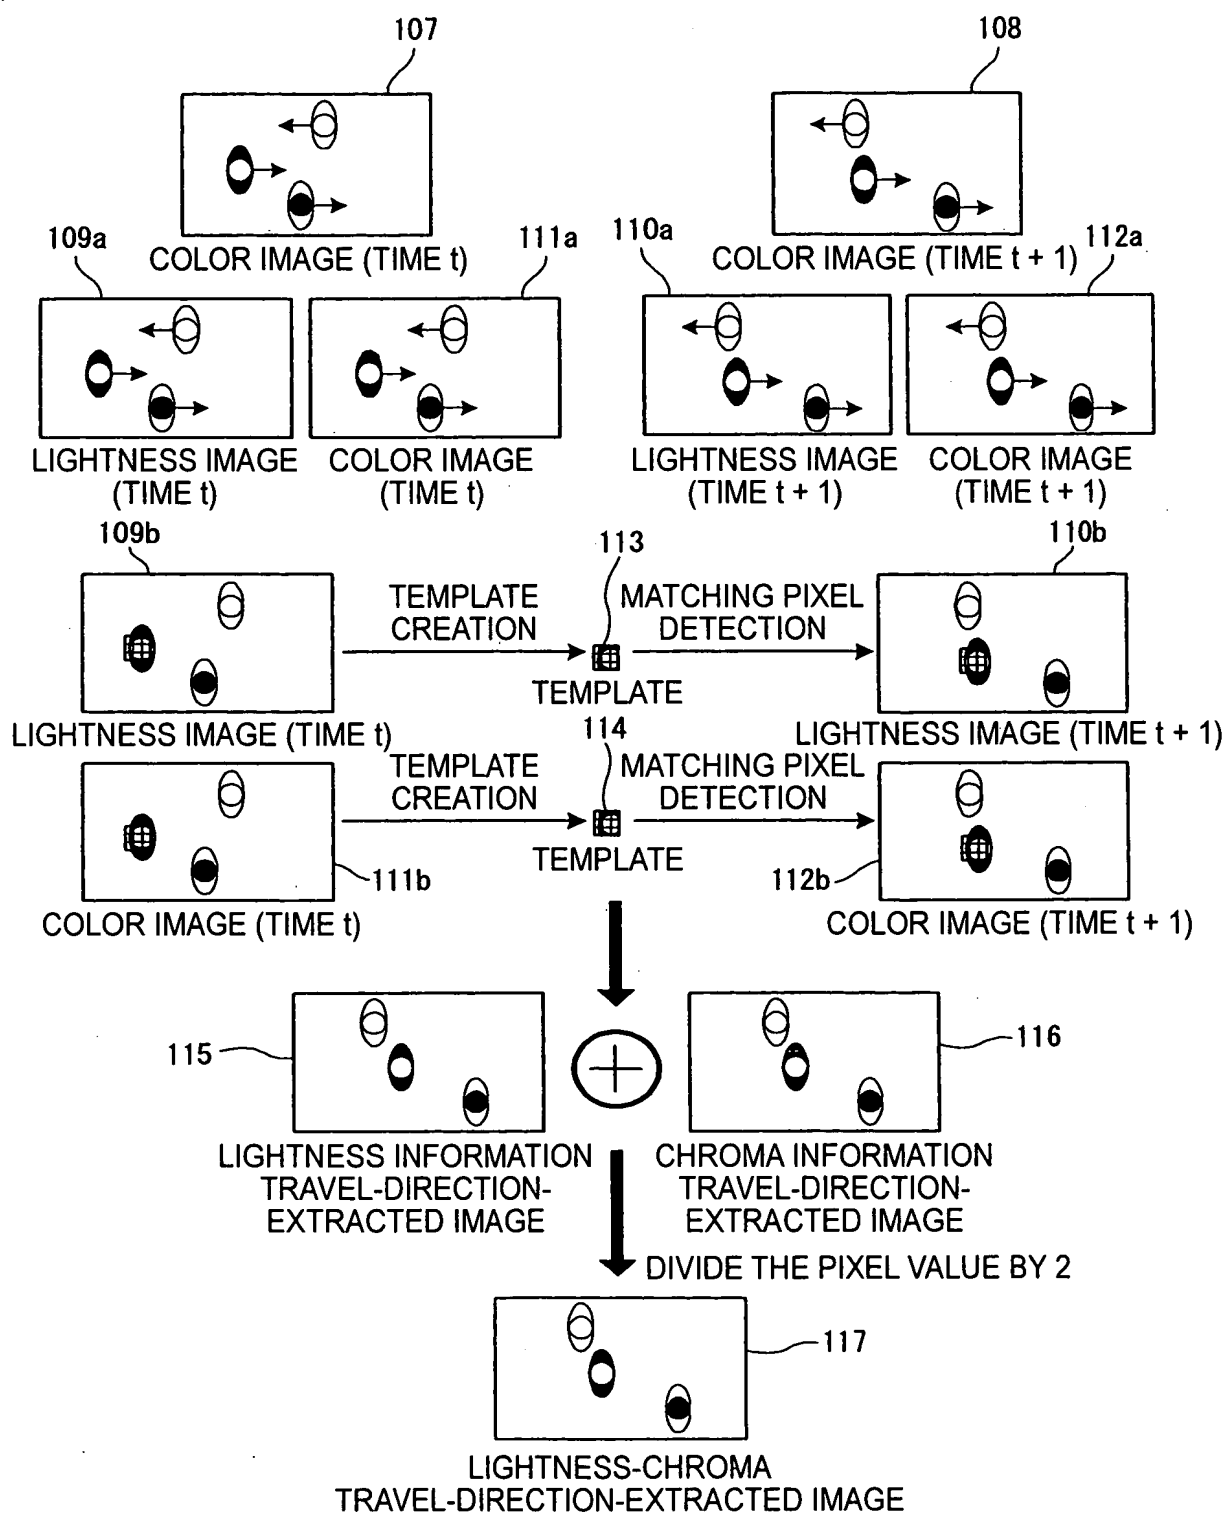 107
108
COLOR IMAGE (TIME t)
COLOR IMAGE (TIME t + 1)
109a
111a
110a
112a
LIGHTNESS IMAGE
(TIME t)
COLOR IMAGE
(TIME t)
LIGHTNESS IMAGE
(TIME t + 1)
COLOR IMAGE
(TIME t + 1)
109b
113
110b
TEMPLATE
CREATION
MATCHING PIXEL
DETECTION
TEMPLATE
LIGHTNESS IMAGE (TIME t)
LIGHTNESS IMAGE (TIME t + 1)
114
TEMPLATE
CREATION
MATCHING PIXEL
DETECTION
TEMPLATE
111b
112b
COLOR IMAGE (TIME t)
COLOR IMAGE (TIME t + 1)
115
116
LIGHTNESS INFORMATION
TRAVEL-DIRECTION-
EXTRACTED IMAGE
CHROMA INFORMATION
TRAVEL-DIRECTION-
EXTRACTED IMAGE
DIVIDE THE PIXEL VALUE BY 2
117
LIGHTNESS-CHROMA
TRAVEL-DIRECTION-EXTRACTED IMAGE